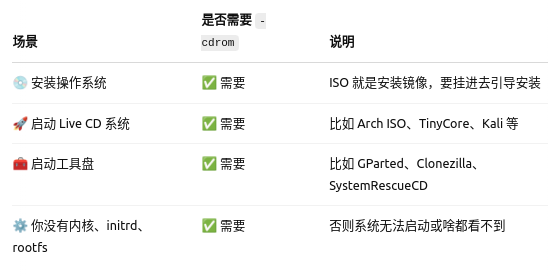 场景 是否需要 -cdrom 说明
💿 安装操作系统 ✅ 需要 ISO 就是安装镜像，要挂进去引导安装
🚀 启动 Live CD 系统 ✅ 需要 比如 Arch ISO、TinyCore、Kali 等
🧰 启动工具盘 ✅ 需要 比如 GParted、Clonezilla、
SystemRescueCD
⚙️ 你没有内核、initrd、 ✅ 需要 否则系统无法启动或啥都看不到
rootfs